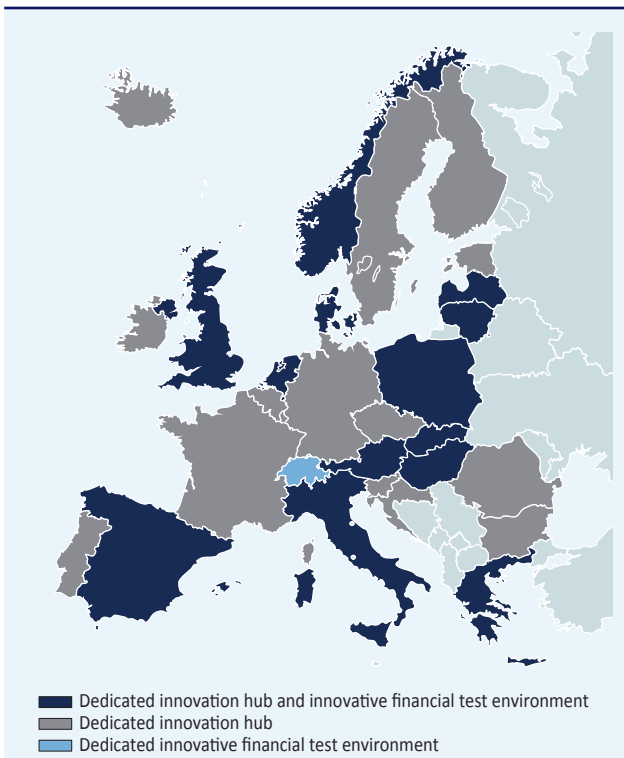 Dedicated innovation hub and innovative financial test environment
Dedicated innovation hub
Dedicated innovative financial test environment